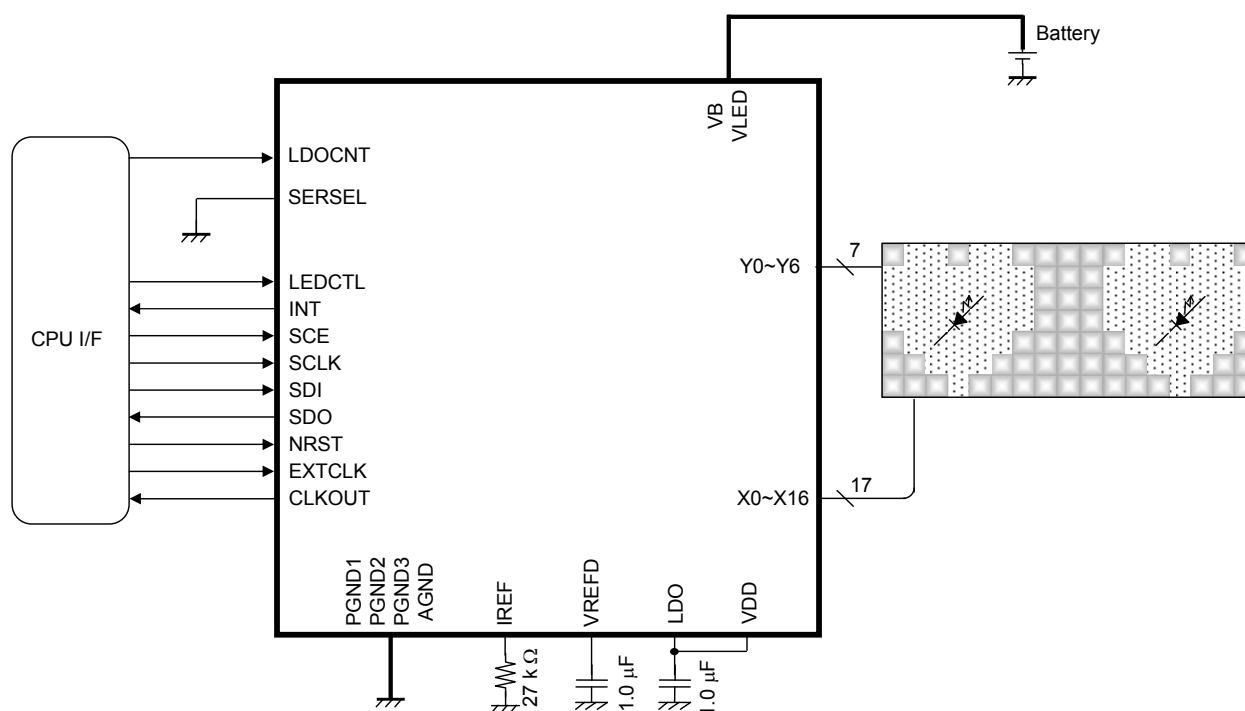 Battery
VB
VLED
LDOCNT
SERSEL
CPU I/F
LEDCTL
INT
SCE
SCLK
SDI
SDO
NRST
EXTCLK
CLKOUT
Y0~Y6
7
X0~X16
17
PGND1
PGND2
PGND3
AGND
IREF
VREFD
LDO
VDD
27 k Ω
1.0 μF
1.0 μF